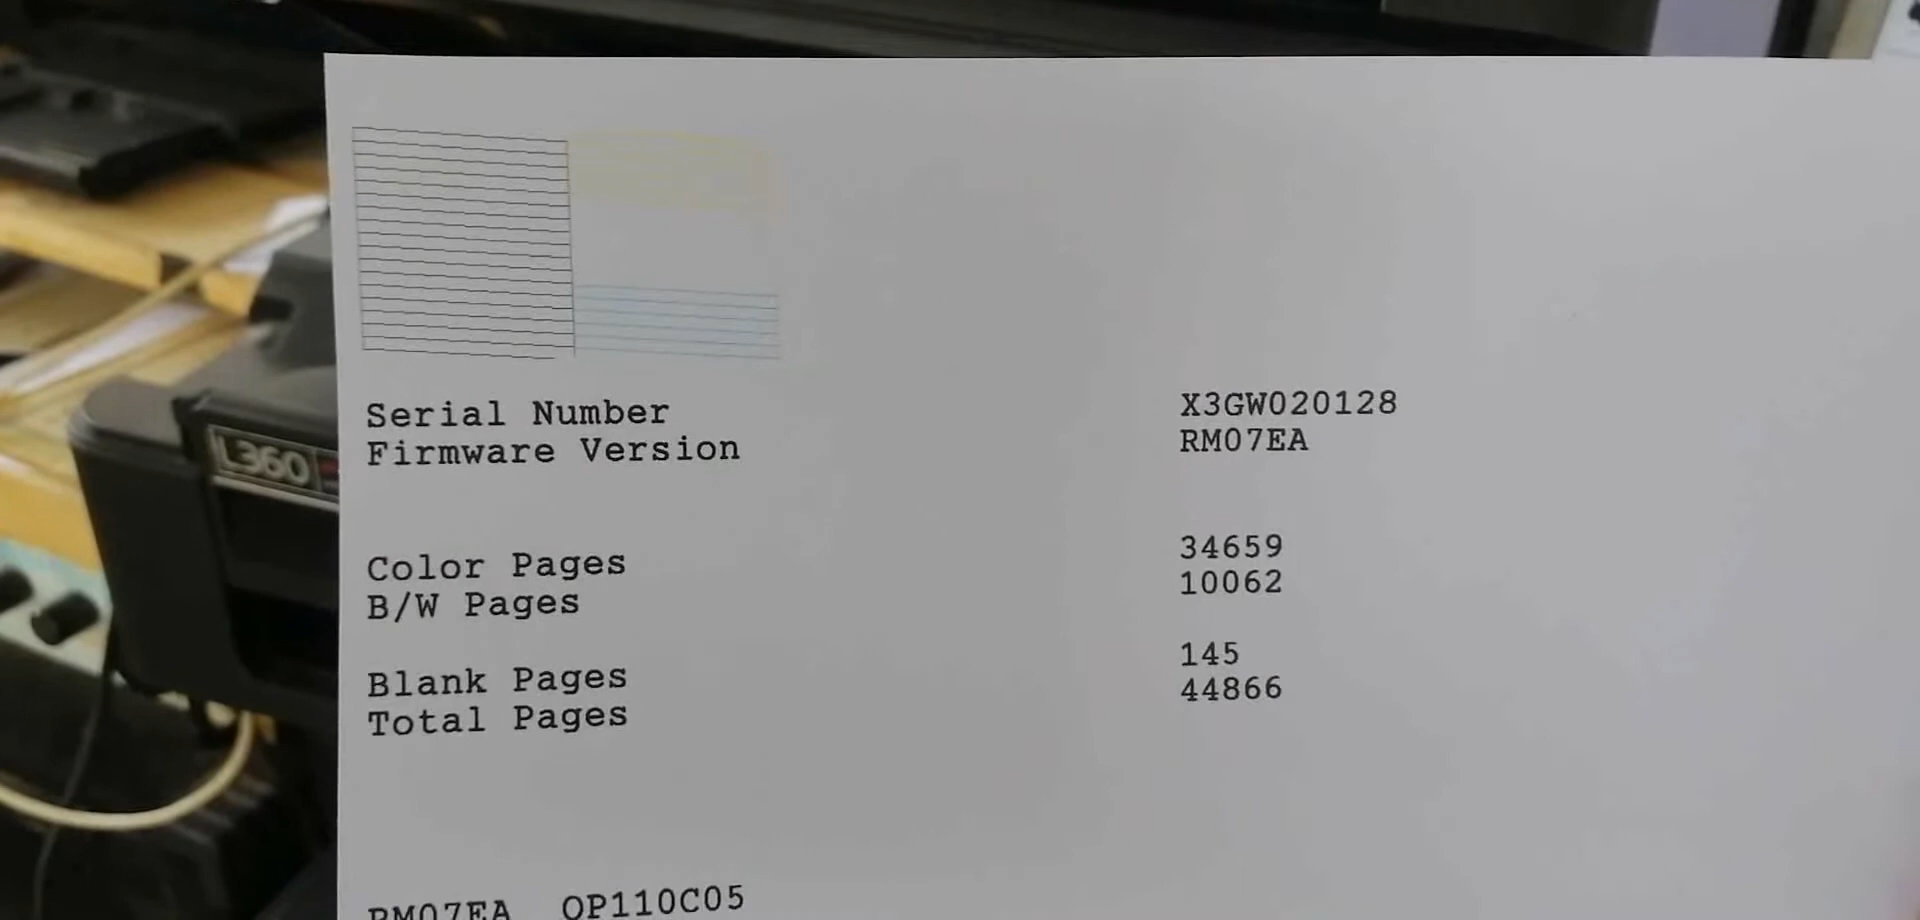 Serial Number X3GW020128
Firmware Version RM07EA
L360
Color Pages 34659
B/W Pages 10062
Blank Pages 145
Total Pages 44866
RM07EA OP110C05